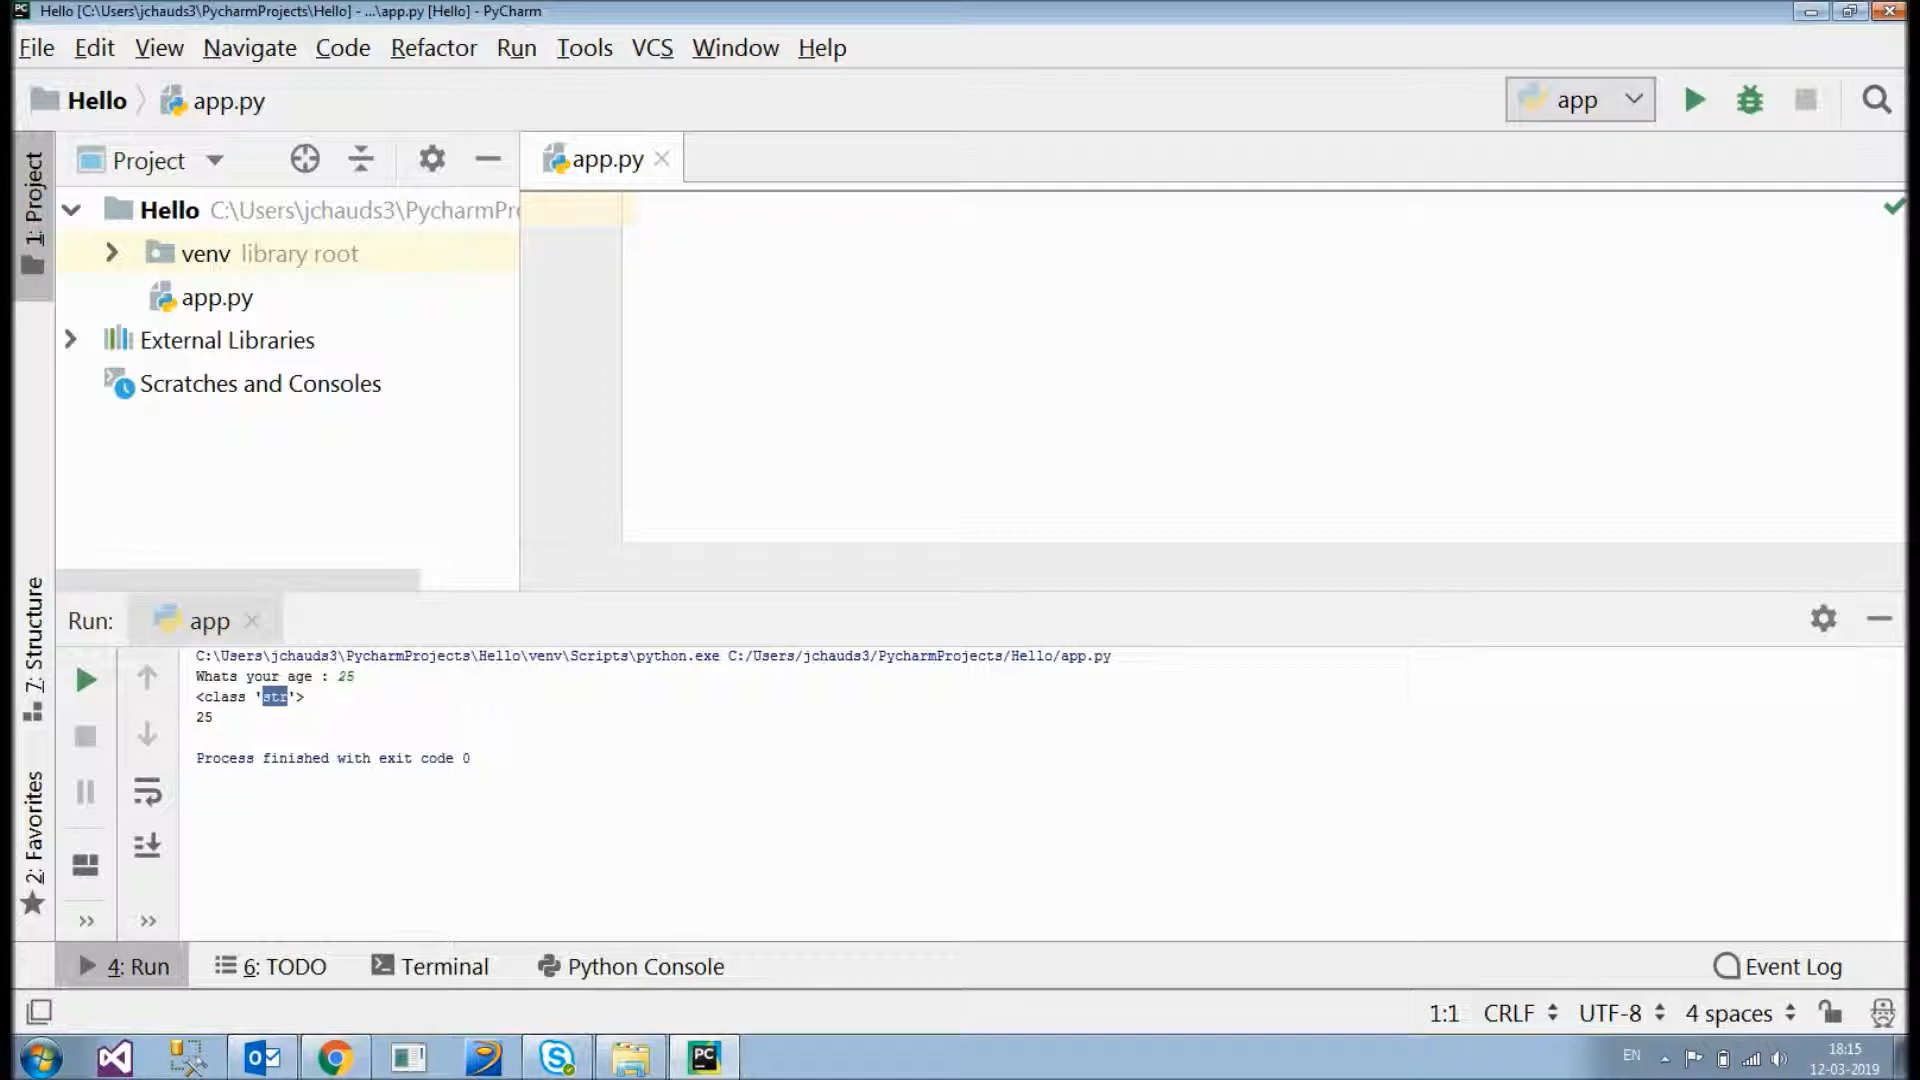 Hello [C:\Users\jchauds3\PycharmProjects\Hello] - ...\app.py [Hello] - PyCharm
File Edit View Navigate Code Refactor Run Tools VCS Window Help
Hello app.py
app
1: Project
Project
app.py
Hello C:\Users\jchauds3\PycharmPr
venv library root
app.py
External Libraries
Scratches and Consoles
7: Structure
2: Favorites
Run: app
C:\Users\jchauds3\PycharmProjects\Hello\venv\Scripts\python.exe C:/Users/jchauds3/PycharmProjects/Hello/app.py
Whats your age : 25
<class 'str'>
25
Process finished with exit code 0
4: Run 6: TODO Terminal Python Console Event Log
1:1 CRLF UTF-8 4 spaces
EN
18:15
12-03-2019